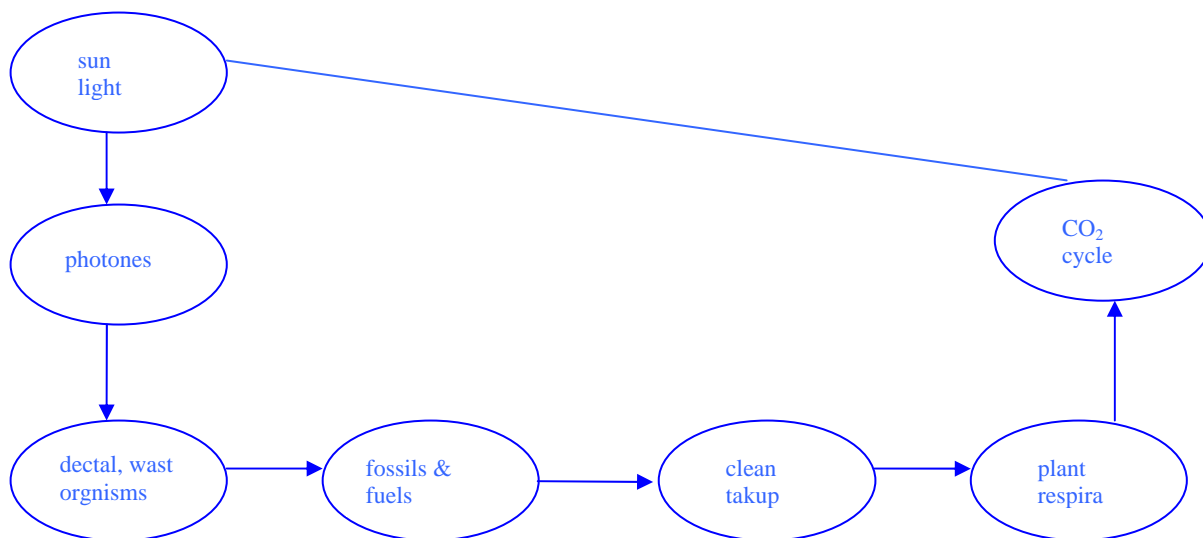 sun
light
photones
CO₂
cycle
dectal, wast
orgnisms
fossils &
fuels
clean
takup
plant
respira